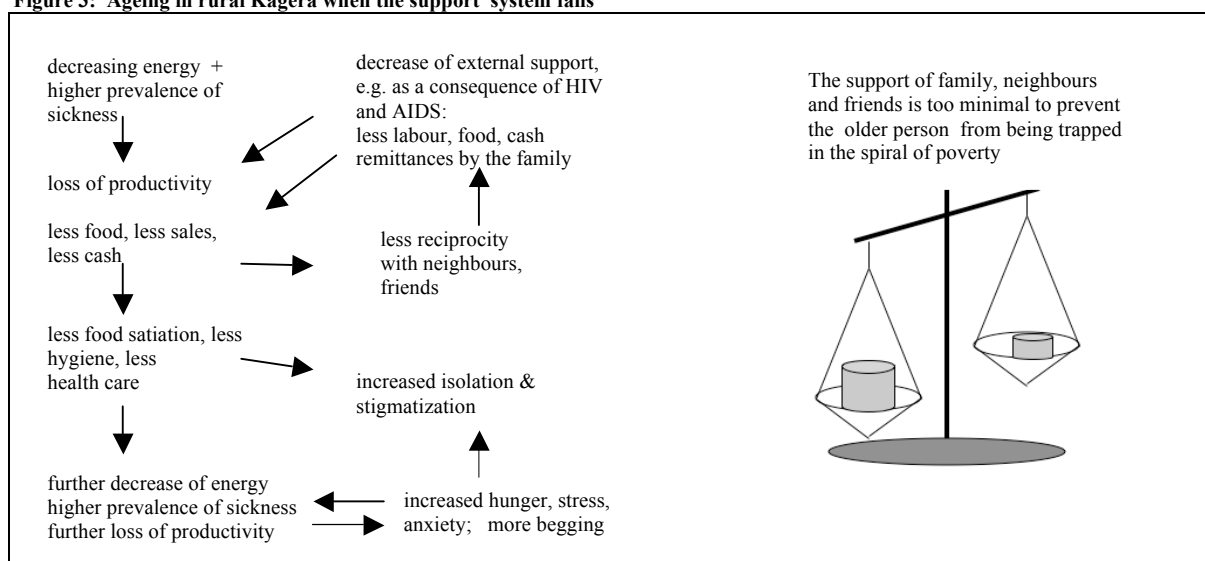 Figure 3: Ageing in rural Kagera when the support system fails
decreasing energy +
higher prevalence of
sickness
loss of productivity
less food, less sales,
less cash
less food satiation, less
hygiene, less
health care
further decrease of energy
higher prevalence of sickness
further loss of productivity
decrease of external support,
e.g. as a consequence of HIV
and AIDS:
less labour, food, cash
remittances by the family
less reciprocity
with neighbours,
friends
increased isolation &
stigmatization
increased hunger, stress,
anxiety; more begging
The support of family, neighbours
and friends is too minimal to prevent
the older person from being trapped
in the spiral of poverty